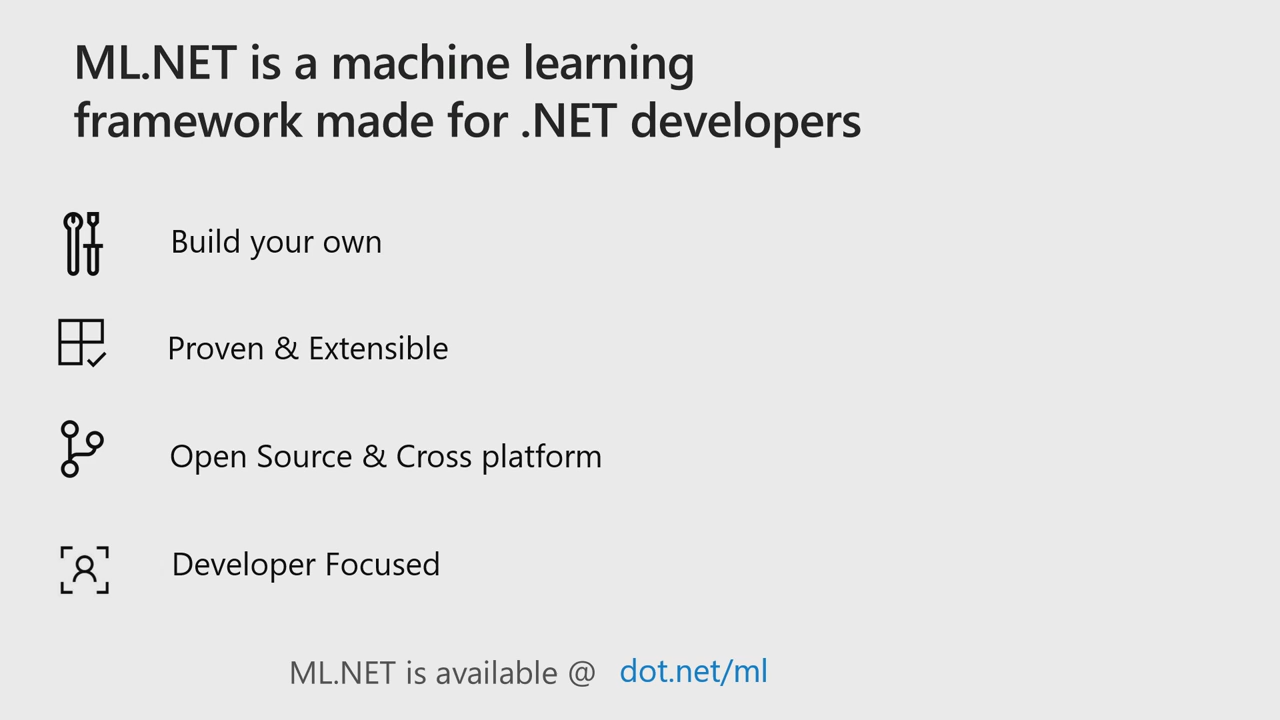 ML.NET is a machine learning
framework made for .NET developers
Build your own
Proven & Extensible
Open Source & Cross platform
Developer Focused
ML.NET is available @ dot.net/ml